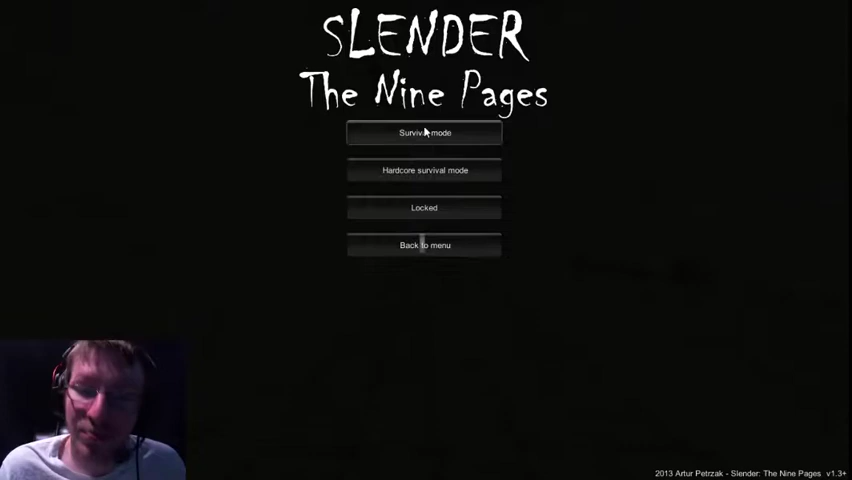 SLENDER
The Nine Pages
Survival mode
Hardcore survival mode
Locked
Back to menu
2013 Artur Petrzak - Slender: The Nine Pages v1.3+